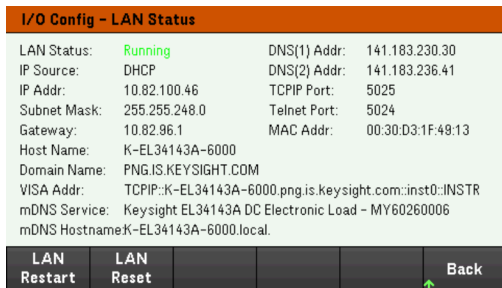 I/O Config – LAN Status
LAN Status: Running DNS(1) Addr: 141.183.230.30
IP Source: DHCP DNS(2) Addr: 141.183.236.41
IP Addr: 10.82.100.46 TCPIP Port: 5025
Subnet Mask: 255.255.248.0 Telnet Port: 5024
Gateway: 10.82.96.1 MAC Addr: 00:30:D3:1F:49:13
Host Name: K-EL34143A-6000
Domain Name: PNG.IS.KEYSIGHT.COM
VISA Addr: TCPIP::K-EL34143A-6000.png.is.keysight.com::inst0::INSTR
mDNS Service: Keysight EL34143A DC Electronic Load – MY60260006
mDNS Hostname:K-EL34143A-6000.local.
LAN Restart LAN Reset Back